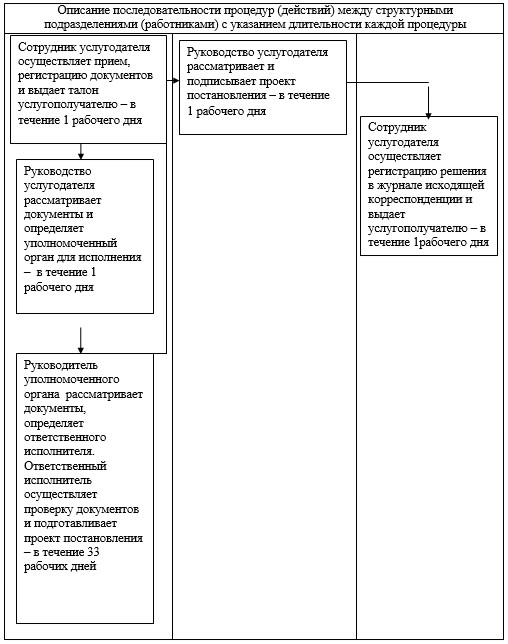 Описание последовательности процедур (действий) между структурными
подразделениями (работниками) с указанием длительности каждой процедуры
Сотрудник услугодателя
осуществляет прием,
регистрацию документов
и выдает талон
услугополучателю – в
течение 1 рабочего дня
Руководство
услугодателя
рассматривает
документы и
определяет
уполномоченный
орган для исполнения
– в течение 1
рабочего дня
Руководитель
уполномоченного
органа рассматривает
документы,
определяет
ответственного
исполнителя.
Ответственный
исполнитель
осуществляет
проверку документов
и подготавливает
проект постановления
– в течение 33
рабочих дней
Руководство услугодателя
рассматривает и
подписывает проект
постановления – в течение
1 рабочего дня
Сотрудник
услугодателя
осуществляет
регистрацию решения
в журнале исходящей
корреспонденции и
выдает
услугополучателю – в
течение 1рабочего дня